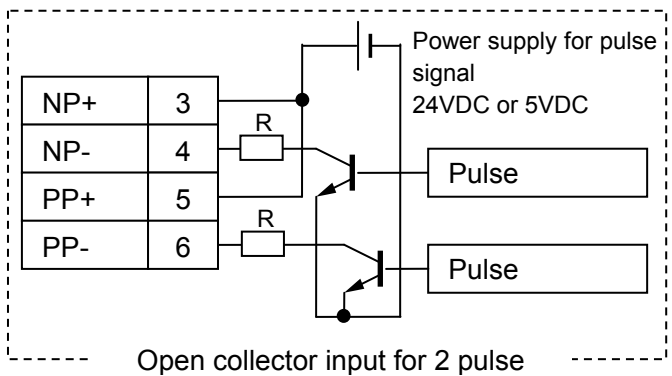 Power supply for pulse
signal
24VDC or 5VDC
NP+ 3
NP- 4
PP+ 5
PP- 6
R
R
Pulse
Pulse
Open collector input for 2 pulse